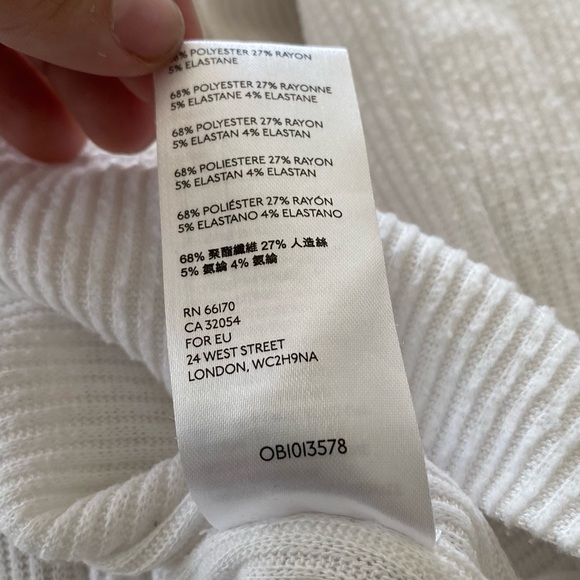 POLYESTER 27% RAYON
5% ELASTANE
68% POLYESTER 27% RAYONNE
5% ELASTANE 4% ELASTANE
68% POLYESTER 27% RAYON
5% ELASTAN 4% ELASTAN
68% POLIESTERE 27% RAYON
5% ELASTAN 4% ELASTAN
68% POLIÉSTER 27% RAYÓN
5% ELASTANO 4% ELASTANO
68% 聚酯纖維 27% 人造絲
5% 氨綸 4% 氨綸
RN 66170
CA 32054
FOR EU
24 WEST STREET
LONDON, WC2H9NA
OB1013578